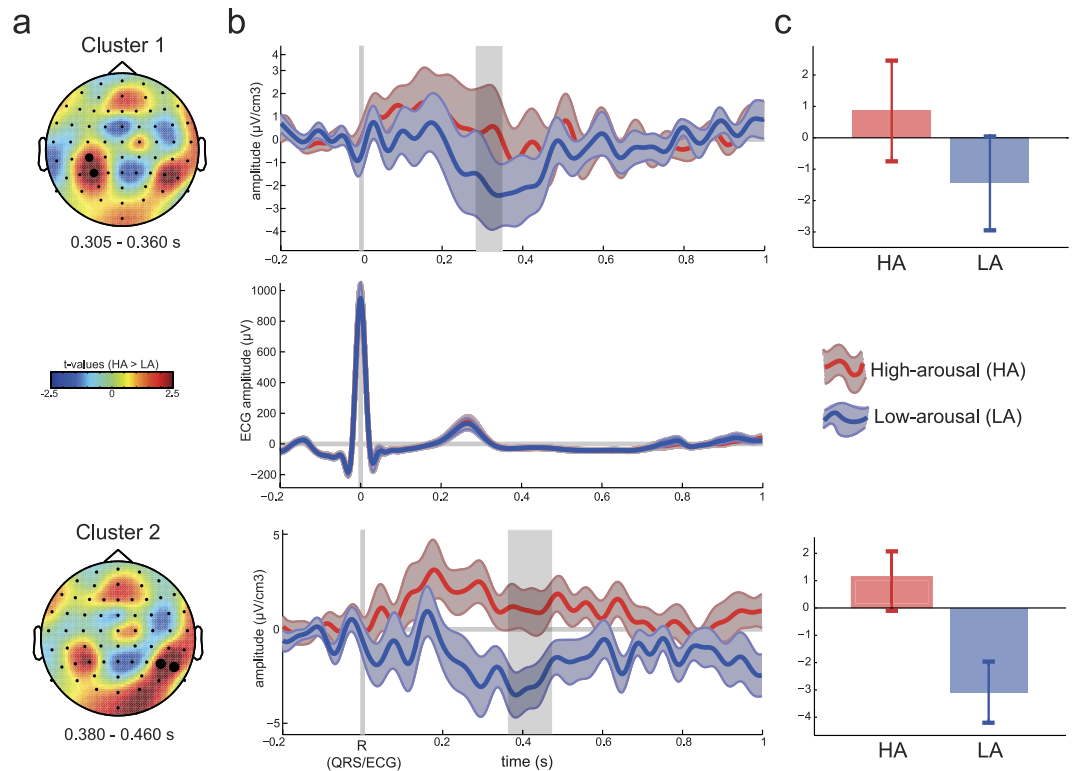 a
Cluster 1
0.305 - 0.360 s
t-values (HA > LA)
-2.5 0 2.5
Cluster 2
0.380 - 0.460 s
b
amplitude (μV/cm3)
4
3
2
1
0
−1
−2
−3
−4
−0.2 0 0.2 0.4 0.6 0.8 1
ECG amplitude (μV)
1000
800
600
400
200
0
−200
−0.2 0 0.2 0.4 0.6 0.8 1
amplitude (μV/cm3)
5
0
−5
−0.2 R 0.2 0.4 0.6 0.8 1
(QRS/ECG) time (s)
c
2
1
0
−1
−2
−3
HA LA
High-arousal (HA)
Low-arousal (LA)
2
1
0
−1
−2
−3
−4
HA LA